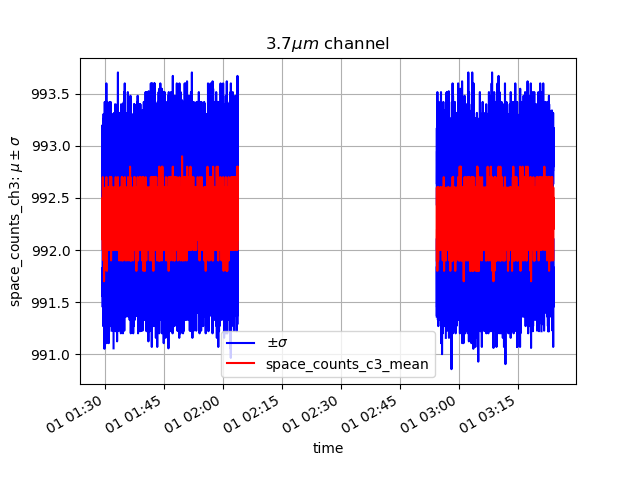 3.7μm channel
993.5
993.0
992.5
992.0
991.5
991.0
space_counts_ch3: μ ± σ
±σ
space_counts_c3_mean
01 01:30
01 01:45
01 02:00
01 02:15
01 02:30
01 02:45
01 03:00
01 03:15
time